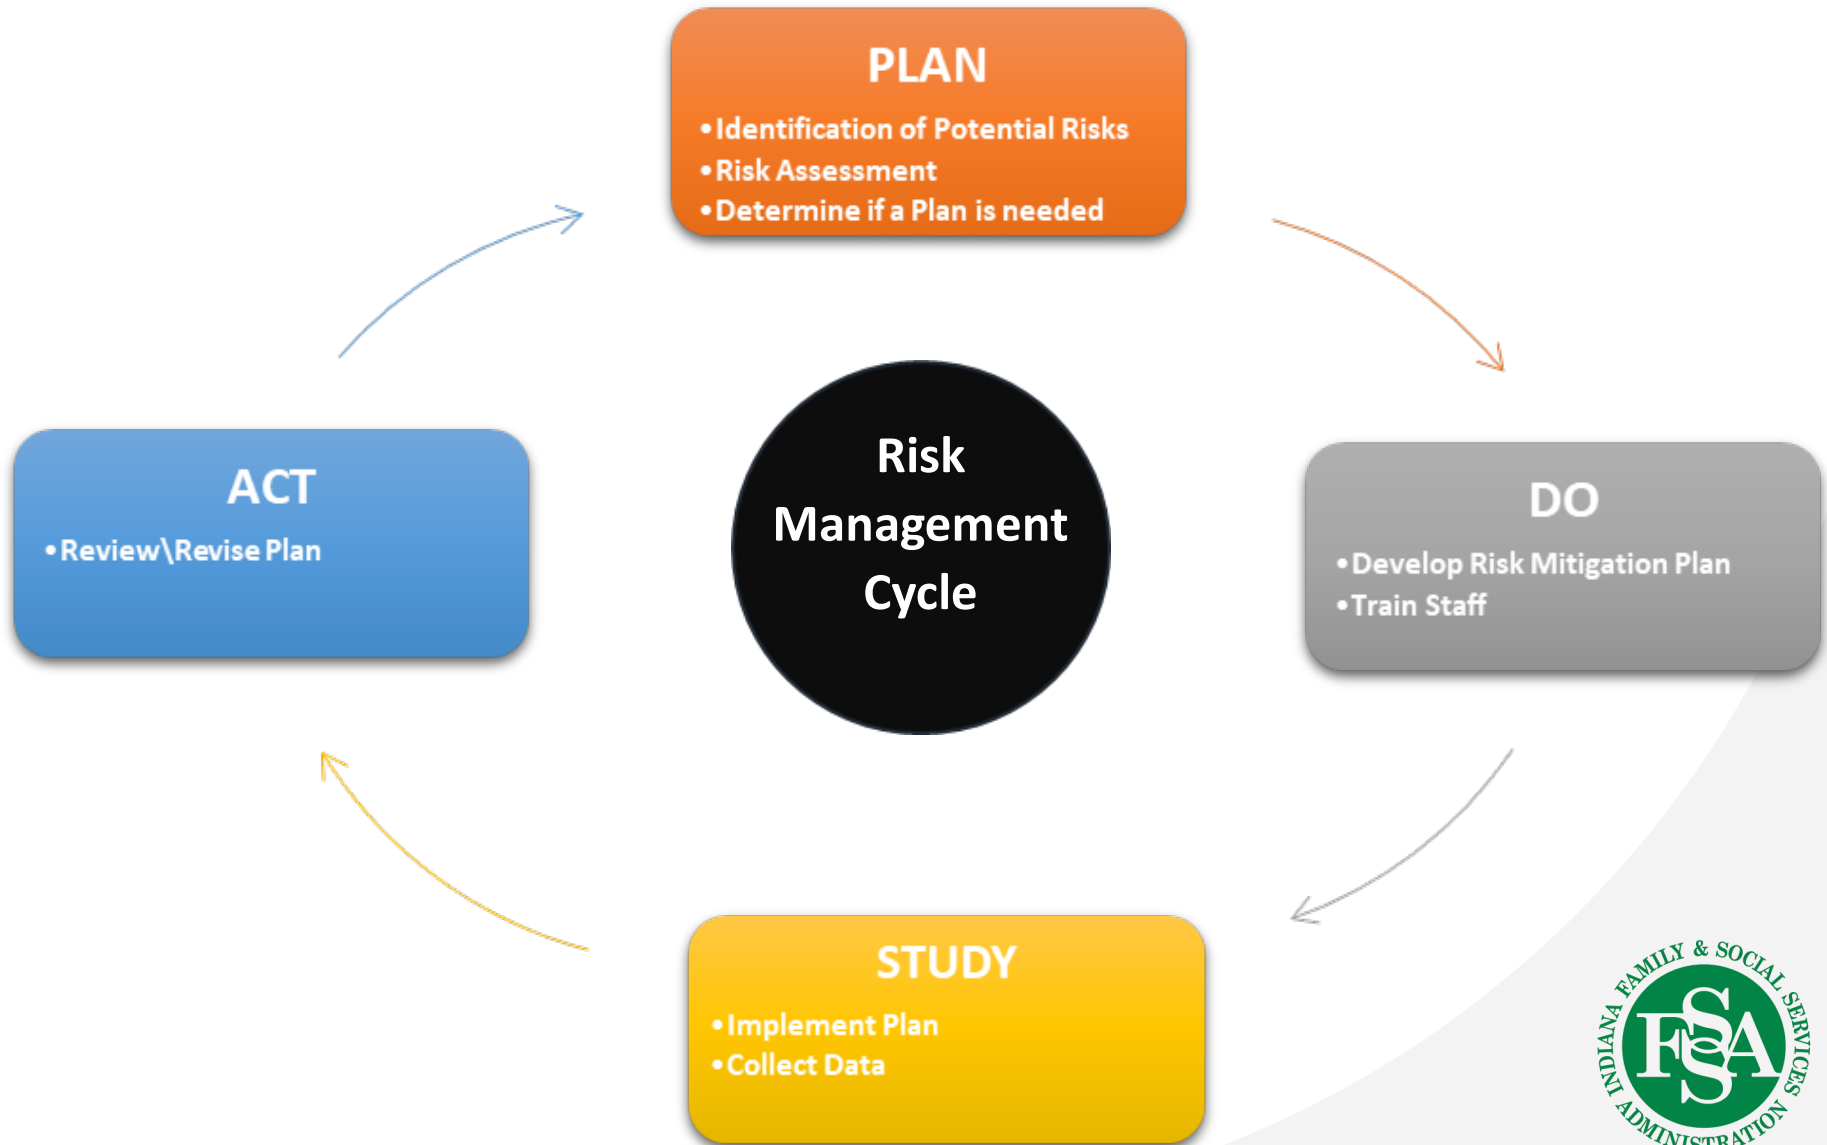 PLAN
•Identification of Potential Risks
•Risk Assessment
•Determine if a Plan is needed
DO
•Develop Risk Mitigation Plan
•Train Staff
STUDY
•Implement Plan
•Collect Data
ACT
•Review\Revise Plan
Risk
Management
Cycle
INDIANA FAMILY & SOCIAL SERVICES ADMINISTRATION
FSSA